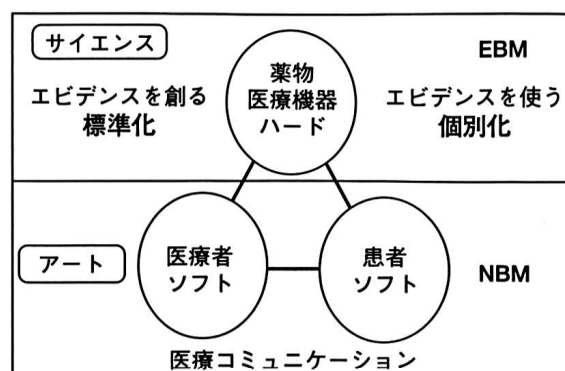 サイエンス
EBM
薬物
医療機器
ハード
エビデンスを創る
標準化
エビデンスを使う
個別化
アート
医療者
ソフト
患者
ソフト
NBM
医療コミュニケーション